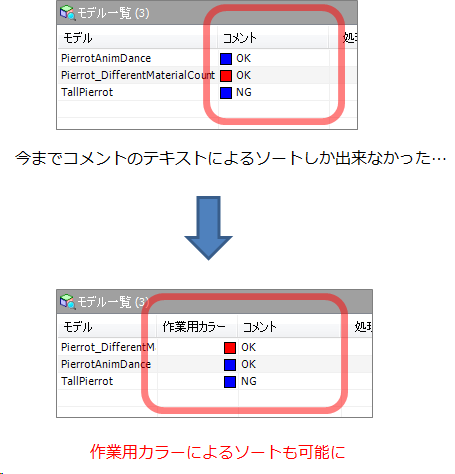 モデル一覧 (3)
モデル コメント 処
PierrotAnimDance OK
Pierrot_DifferentMaterialCount OK
TallPierrot NG
今までコメントのテキストによるソートしか出来なかった…
モデル一覧 (3)
モデル 作業用カラー コメント 処理
Pierrot_DifferentM OK
PierrotAnimDance OK
TallPierrot NG
作業用カラーによるソートも可能に